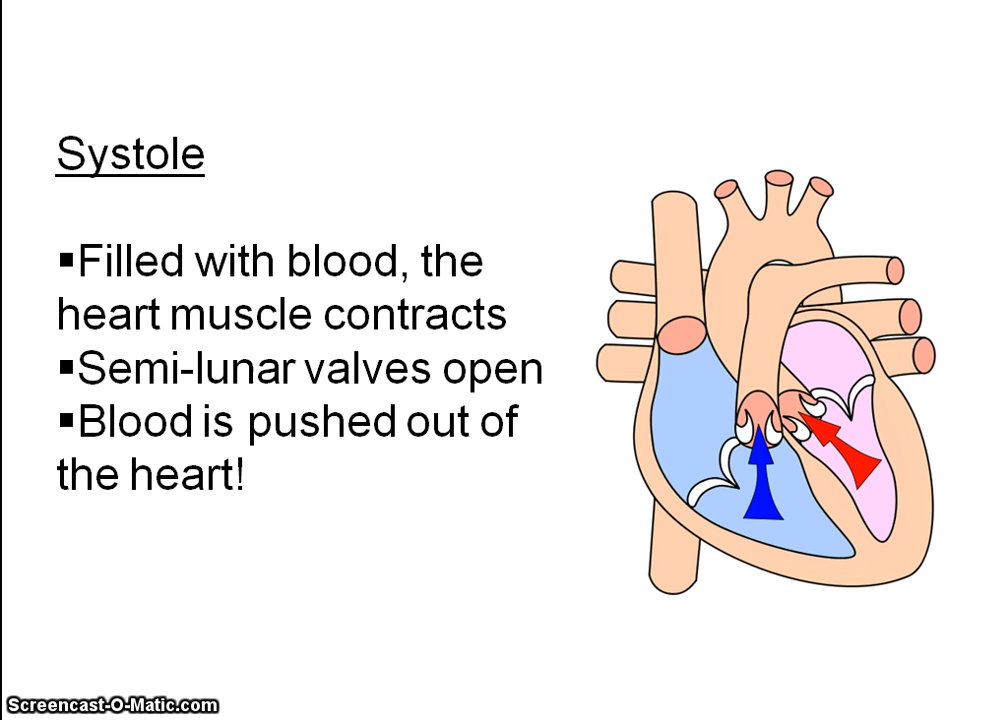 Systole
▪Filled with blood, the
heart muscle contracts
▪Semi-lunar valves open
▪Blood is pushed out of
the heart!
Screencast-O-Matic.com